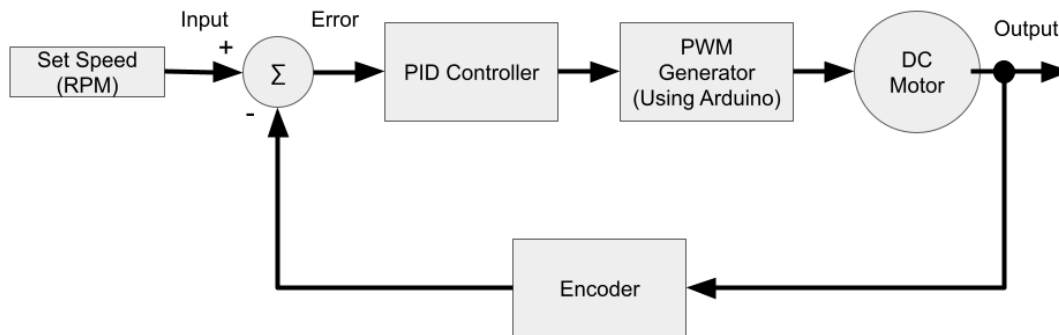 Input
Error
Output
Set Speed
(RPM)
+
Σ
-
PID Controller
PWM
Generator
(Using Arduino)
DC
Motor
Encoder